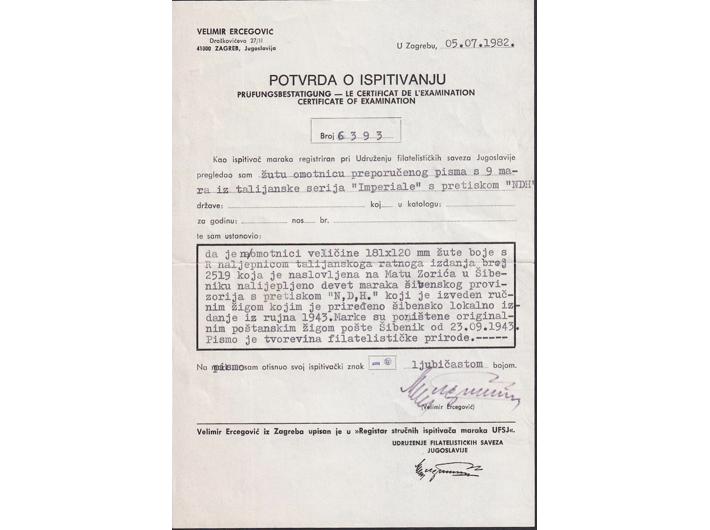 VELIMIR ERCEGOVIC
Draškovićeva 27/II
41000 ZAGREB, Jugoslavija
U Zagrebu, 05.07.1982.
POTVRDA O ISPITIVANJU
PRÜFUNGSBESTÄTIGUNG — LE CERTIFICAT DE L'EXAMINATION
CERTIFICATE OF EXAMINATION
Broj 6393
Kao ispitivač maraka registriran pri Udruženju filatelističkih saveza Jugoslavije
pregledao sam žutu omotnicu preporučenog pisma s 9 ma-
ra iz talijanske serija "Imperiale" s pretiskom "NDH"
države: koj u katologu:
za godinu: nos br.
te sam ustanovio:
da je omotnici veličine 181x120 mm žute boje s
R naljepnicom talijanskoga ratnoga izdanja broj
2519 koja je naslovljena na Matu Zorića u Šibe-
niku nalijepljeno devet maraka šibenskog provi-
zorija s pretiskom "N,D,H." koji je izveden ruč-
nim žigom kojim je priređeno šibensko lokalno iz-
danje iz rujna 1943.Marke su poništene original-
nim poštanskim žigom pošte Šibenik od 23.09.1943.
Pismo je tvorevina filatelističke prirode.-----
Na pismo sam otisnuo svoj ispitivački znak ljubičastom bojom.
(Velimir Ercegović)
Velimir Ercegović iz Zagreba upisan je u »Registar stručnih ispitivača maraka UFSJ«.
UDRUŽENJE FILATELISTIČKIH SAVEZA
JUGOSLAVIJE